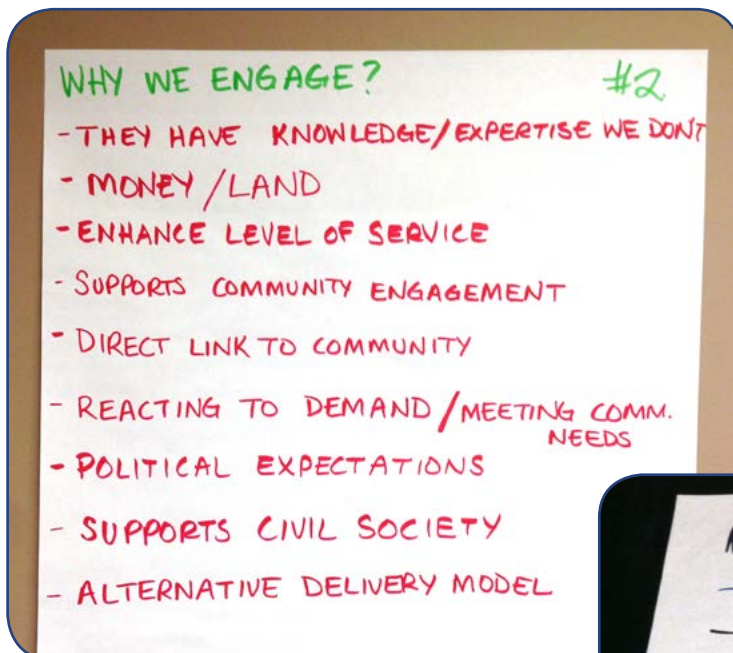 WHY WE ENGAGE? #2
- THEY HAVE KNOWLEDGE/EXPERTISE WE DON'T
- MONEY /LAND
- ENHANCE LEVEL OF SERVICE
- SUPPORTS COMMUNITY ENGAGEMENT
- DIRECT LINK TO COMMUNITY
- REACTING TO DEMAND /MEETING COMM.
NEEDS
- POLITICAL EXPECTATIONS
- SUPPORTS CIVIL SOCIETY
- ALTERNATIVE DELIVERY MODEL